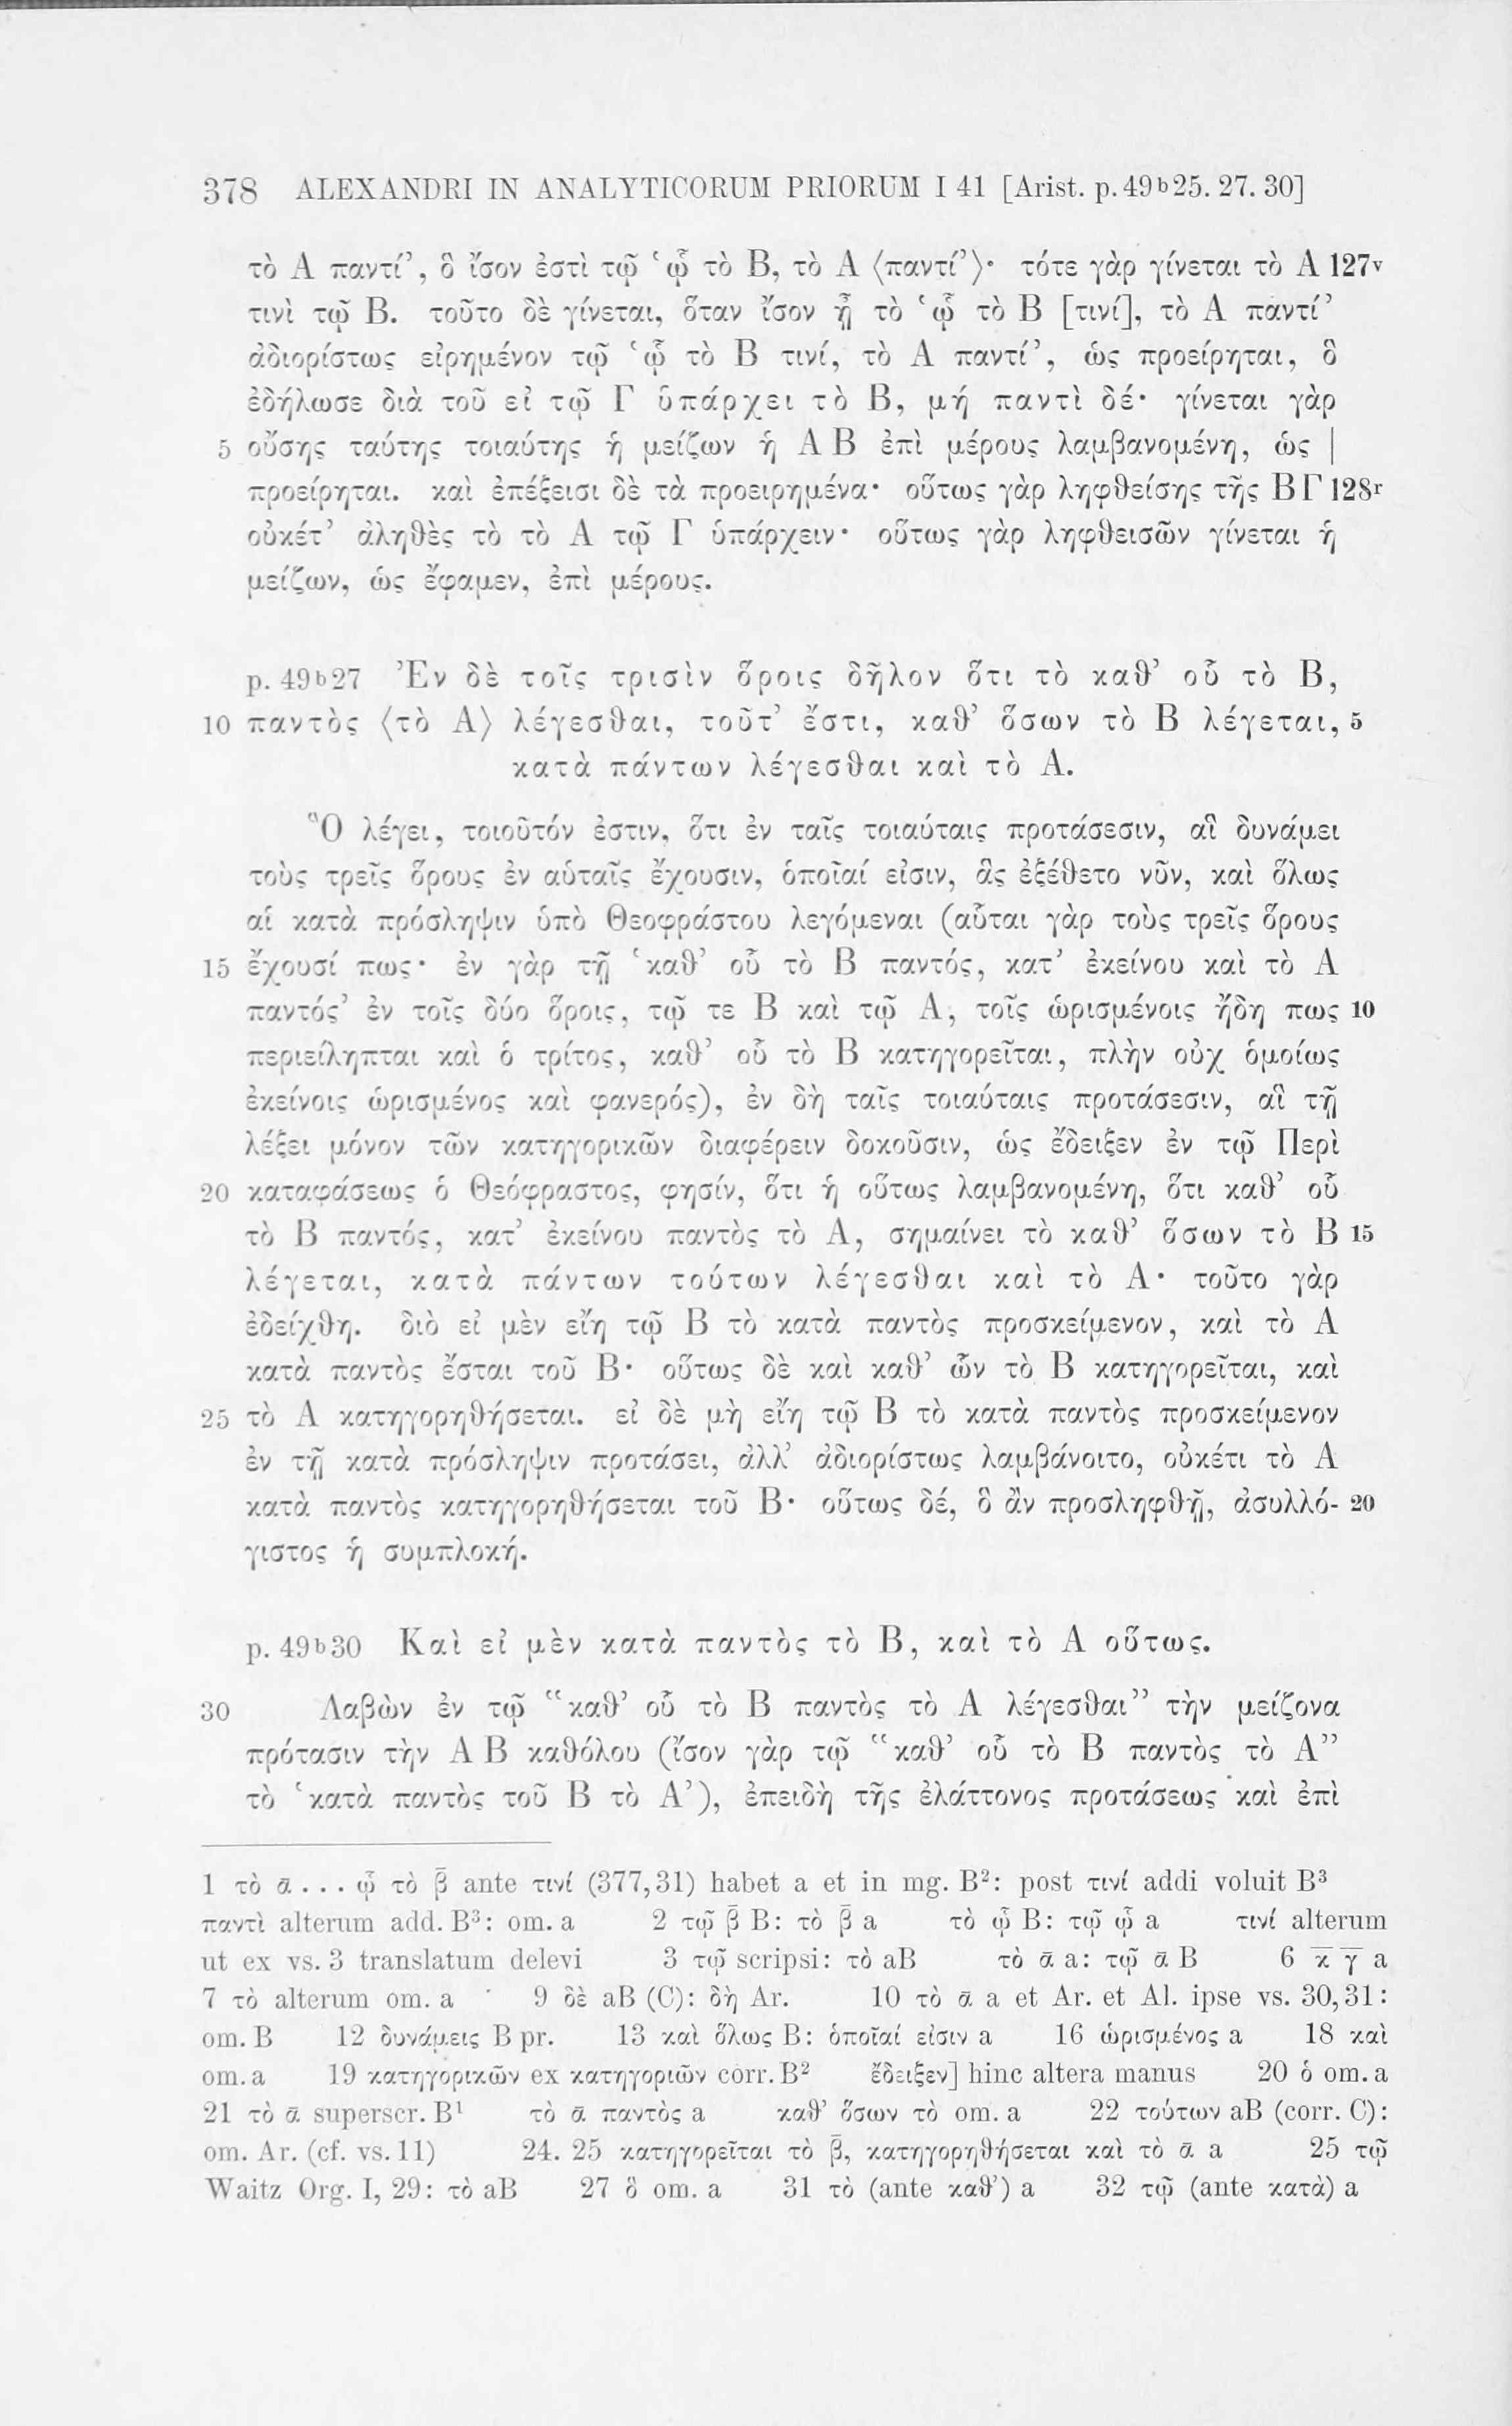 378 ALEXANDRI IN ANALYTICORUM PRIORUM I 41 [Arist. p. 49ᵇ25. 27. 30]
τὸ Α παντί’, ὃ ἴσον ἐστὶ τῷ ‘ᾧ τὸ Β, τὸ Α ⟨παντί’⟩· τότε γὰρ γίνεται τὸ Α 127ᵛ
τινὶ τῷ Β. τοῦτο δὲ γίνεται, ὅταν ἴσον ᾖ τὸ ‘ᾧ τὸ Β [τινί], τὸ Α παντί’
ἀδιορίστως εἰρημένον τῷ ‘ᾧ τὸ Β τινί, τὸ Α παντί’, ὡς προείρηται, ὃ
ἐδήλωσε διὰ τοῦ εἰ τῷ Γ ὑπάρχει τὸ Β, μή παντὶ δέ· γίνεται γὰρ
5 οὔσης ταύτης τοιαύτης ἡ μείζων ἡ Α Β ἐπὶ μέρους λαμβανομένη, ὡς |
προείρηται. καὶ ἐπέξεισι δὲ τὰ προειρημένα· οὕτως γὰρ ληφθείσης τῆς Β Γ 128ʳ
οὐκέτ’ ἀληθὲς τὸ τὸ Α τῷ Γ ὑπάρχειν· οὕτως γὰρ ληφθεισῶν γίνεται ἡ
μείζων, ὡς ἔφαμεν, ἐπὶ μέρους.
p. 49ᵇ27 Ἐν δὲ τοῖς τρισὶν ὅροις δῆλον ὅτι τὸ καθ’ οὗ τὸ Β,
10 παντὸς ⟨τὸ Α⟩ λέγεσθαι, τοῦτ’ ἔστι, καθ’ ὅσων τὸ Β λέγεται, 5
κατὰ πάντων λέγεσθαι καὶ τὸ Α.
Ὃ λέγει, τοιοῦτόν ἐστιν, ὅτι ἐν ταῖς τοιαύταις προτάσεσιν, αἳ δυνάμει
τοὺς τρεῖς ὅρους ἐν αὑταῖς ἔχουσιν, ὁποῖαί εἰσιν, ἃς ἐξέθετο νῦν, καὶ ὅλως
αἱ κατὰ πρόσληψιν ὑπὸ Θεοφράστου λεγόμεναι (αὗται γὰρ τοὺς τρεῖς ὅρους
15 ἔχουσί πως· ἐν γὰρ τῇ ‘καθ’ οὗ τὸ Β παντός, κατ’ ἐκείνου καὶ τὸ Α
παντός’ ἐν τοῖς δύο ὅροις, τῷ τε Β καὶ τῷ Α, τοῖς ὡρισμένοις ἤδη πως 10
περιείληπται καὶ ὁ τρίτος, καθ’ οὗ τὸ Β κατηγορεῖται, πλὴν οὐχ ὁμοίως
ἐκείνοις ὡρισμένος καὶ φανερός), ἐν δὴ ταῖς τοιαύταις προτάσεσιν, αἳ τῇ
λέξει μόνον τῶν κατηγορικῶν διαφέρειν δοκοῦσιν, ὡς ἔδειξεν ἐν τῷ Περὶ
20 καταφάσεως ὁ Θεόφραστος, φησίν, ὅτι ἡ οὕτως λαμβανομένη, ὅτι καθ’ οὗ
τὸ Β παντός, κατ’ ἐκείνου παντὸς τὸ Α, σημαίνει τὸ καθ’ ὅσων τὸ Β 15
λέγεται, κατὰ πάντων τούτων λέγεσθαι καὶ τὸ Α· τοῦτο γὰρ
ἐδείχθη. διὸ εἰ μὲν εἴη τῷ Β τὸ κατὰ παντὸς προσκείμενον, καὶ τὸ Α
κατὰ παντὸς ἔσται τοῦ Β· οὕτως δὲ καὶ καθ’ ὧν τὸ Β κατηγορεῖται, καὶ
25 τὸ Α κατηγορηθήσεται. εἰ δὲ μὴ εἴη τῷ Β τὸ κατὰ παντὸς προσκείμενον
ἐν τῇ κατὰ πρόσληψιν προτάσει, ἀλλ’ ἀδιορίστως λαμβάνοιτο, οὐκέτι τὸ Α
κατὰ παντὸς κατηγορηθήσεται τοῦ Β· οὕτως δέ, ὃ ἂν προσληφθῇ, ἀσυλλό- 20
γιστος ἡ συμπλοκή.
p. 49ᵇ30 Καὶ εἰ μὲν κατὰ παντὸς τὸ Β, καὶ τὸ Α οὕτως.
30 Λαβὼν ἐν τῷ “καθ’ οὗ τὸ Β παντὸς τὸ Α λέγεσθαι” τὴν μείζονα
πρότασιν τὴν Α Β καθόλου (ἴσον γὰρ τῷ “καθ’ οὗ τὸ Β παντὸς τὸ Α”
τὸ ‘κατὰ παντὸς τοῦ Β τὸ Α’), ἐπειδὴ τῆς ἐλάττονος προτάσεως καὶ ἐπὶ
1 τὸ ᾱ . . . ᾧ τὸ β̄ ante τινί (377,31) habet a et in mg. B²: post τινί addi voluit B³
παντὶ alterum add. B³: om. a 2 τῷ β̄ B: τὸ β̄ a τὸ ᾧ B: τῷ ᾧ a τινί alterum
ut ex vs. 3 translatum delevi 3 τῷ scripsi: τὸ aB τὸ ᾱ a: τῷ ᾱ B 6 κ̄ γ̄ a
7 τὸ alterum om. a 9 δὲ aB (C): δὴ Ar. 10 τὸ ᾱ a et Ar. et Al. ipse vs. 30,31:
om. B 12 δυνάμεις B pr. 13 καὶ ὅλως B: ὁποῖαί εἰσιν a 16 ὡρισμένος a 18 καὶ
om. a 19 κατηγορικῶν ex κατηγοριῶν corr. B² ἔδειξεν] hinc altera manus 20 ὁ om. a
21 τὸ ᾱ superscr. B¹ τὸ ᾱ παντὸς a καθ’ ὅσων τὸ om. a 22 τούτων aB (corr. C):
om. Ar. (cf. vs. 11) 24. 25 κατηγορεῖται τὸ β̄, κατηγορηθήσεται καὶ τὸ ᾱ a 25 τῷ
Waitz Org. I, 29: τὸ aB 27 ὃ om. a 31 τὸ (ante καθ’) a 32 τῷ (ante κατὰ) a